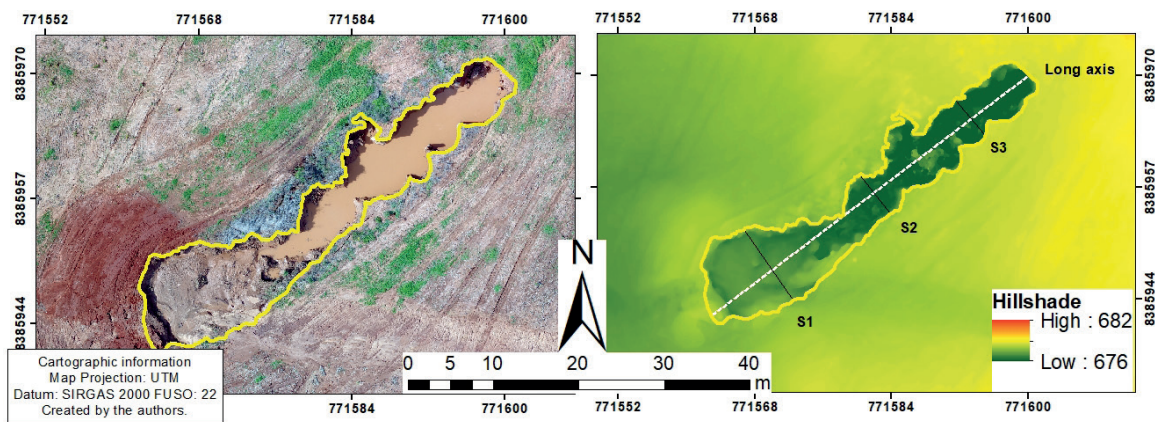 771552 771568 771584 771600
8385970
8385957
8385944
N
0 5 10 20 30 40
m
Cartographic information
Map Projection: UTM
Datum: SIRGAS 2000 FUSO: 22
Created by the authors.
771584 771600
771552 771568 771584 771600
Long axis
S3
S2
S1
8385970
8385957
8385944
Hillshade
High : 682
Low : 676
771552 771568 771584 771600